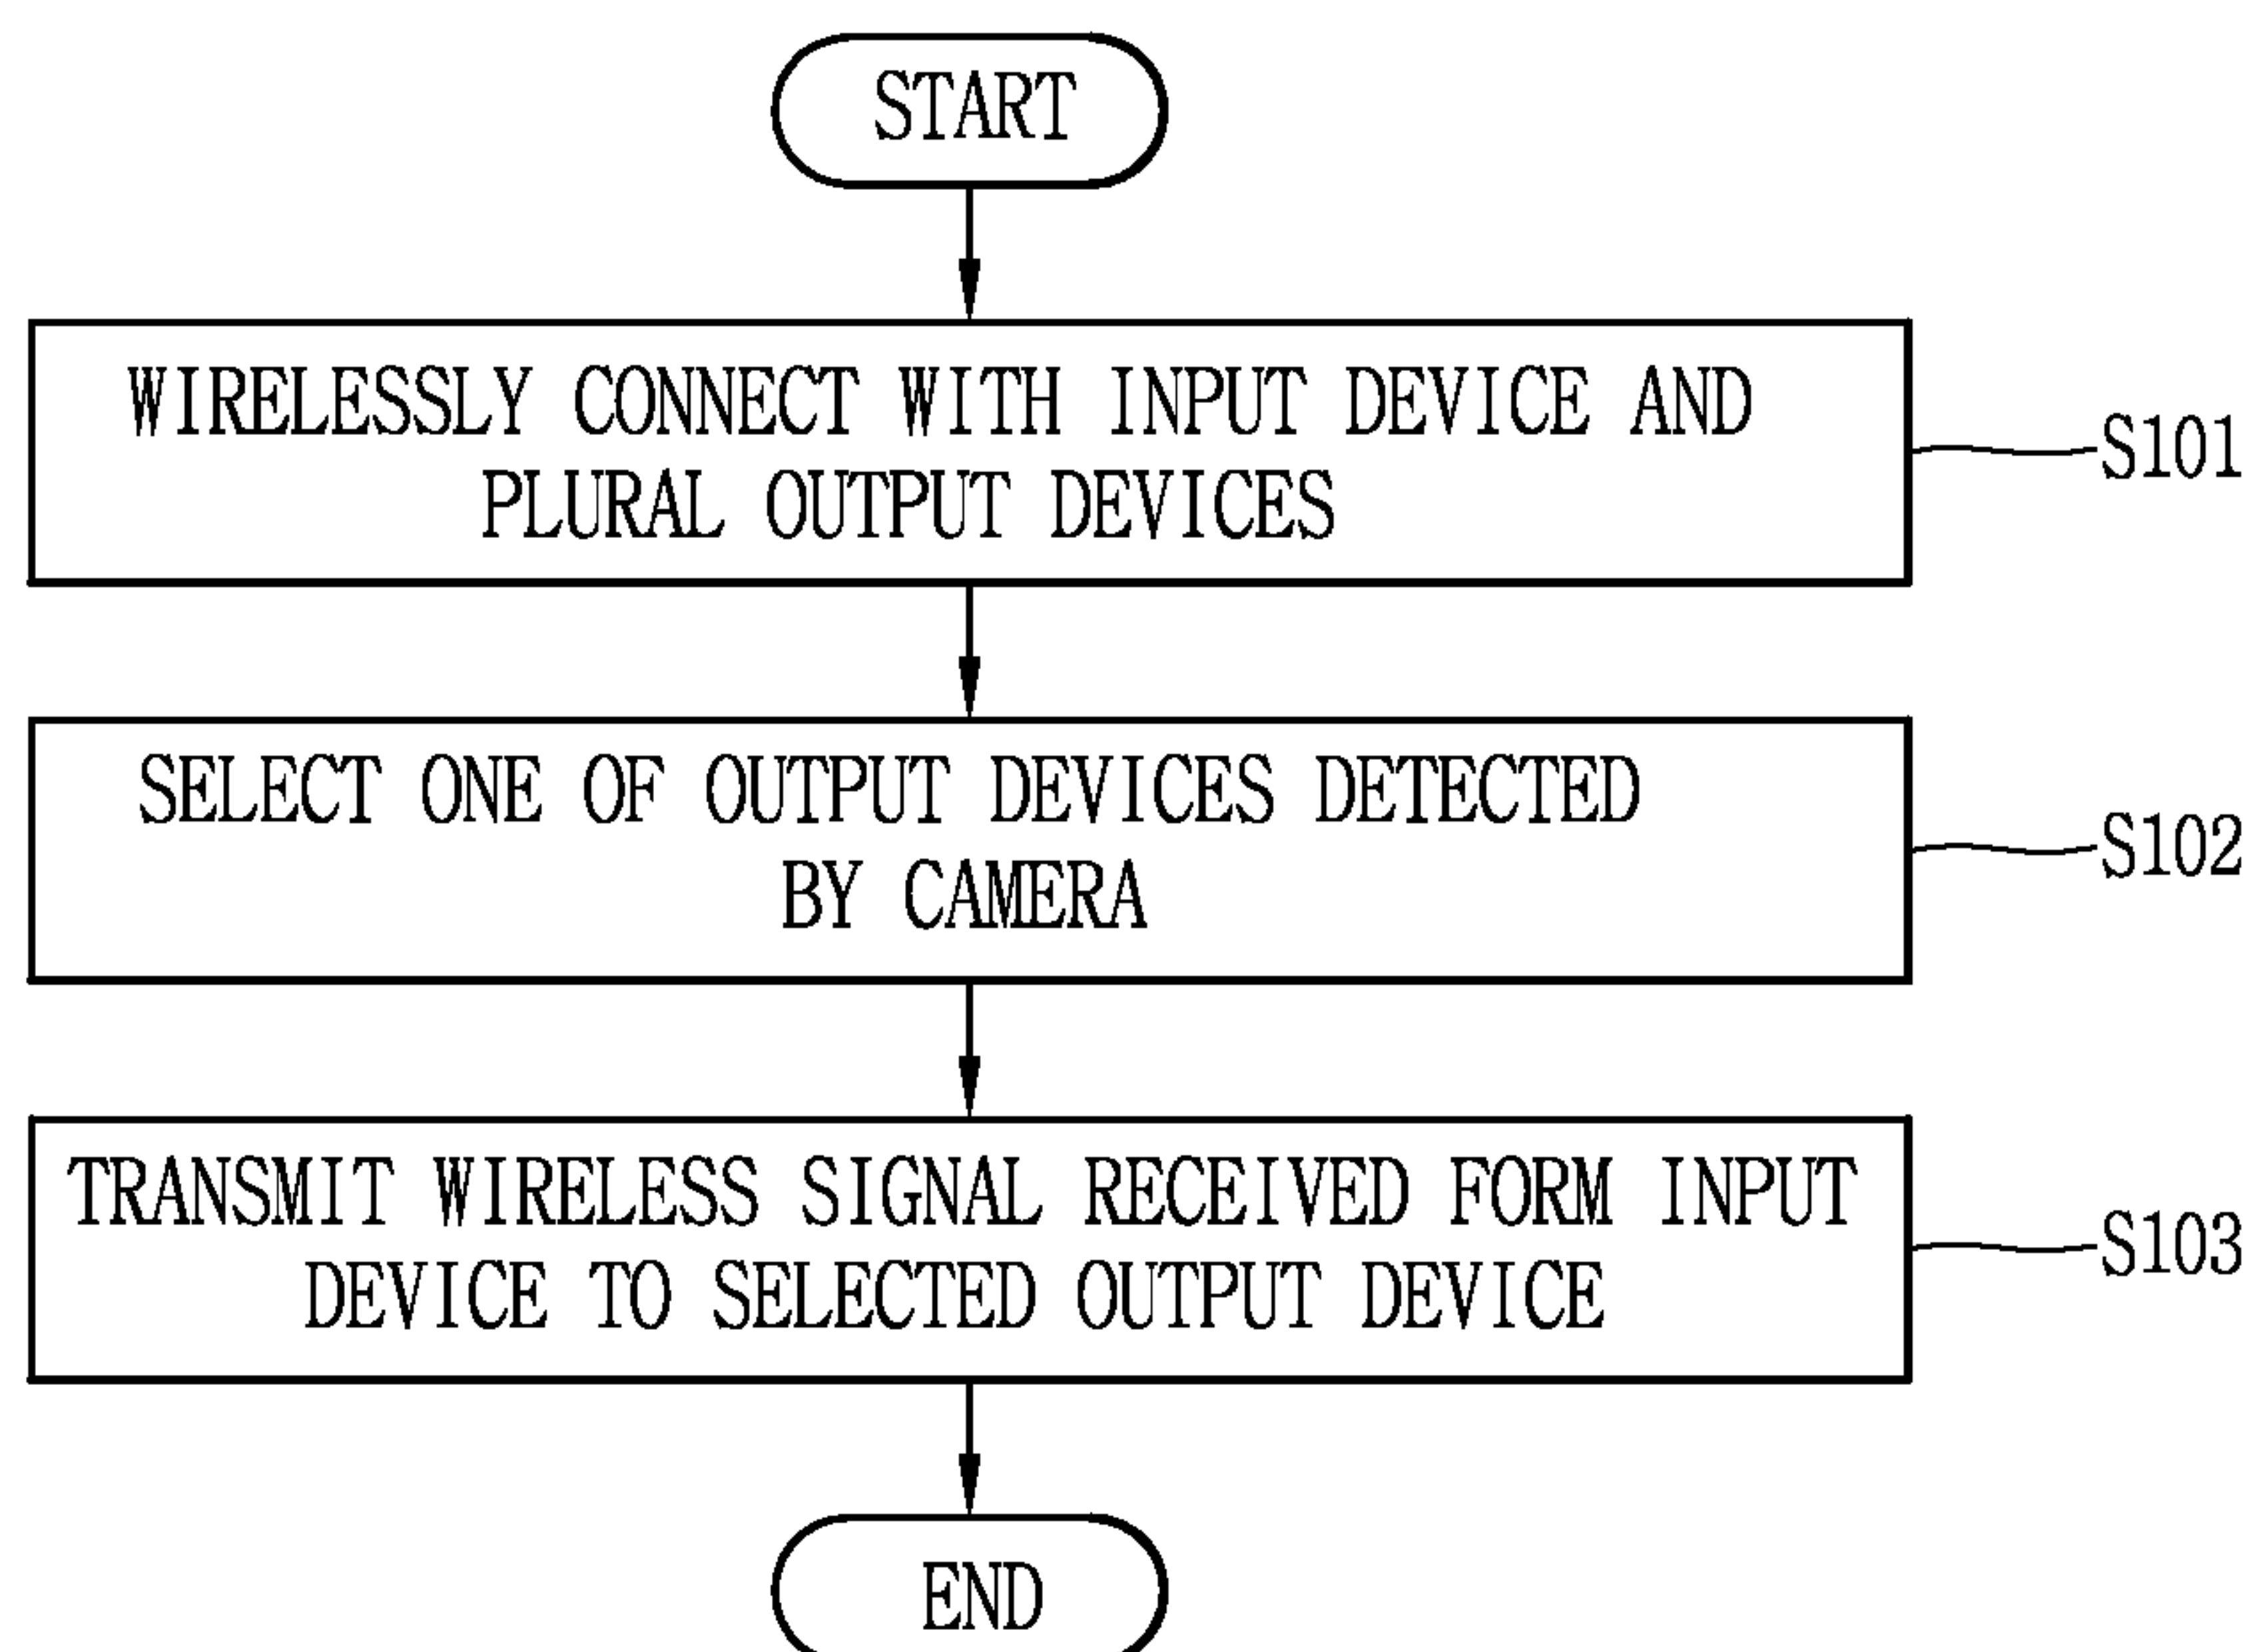 START
WIRELESSLY CONNECT WITH INPUT DEVICE AND
PLURAL OUTPUT DEVICES
S101
SELECT ONE OF OUTPUT DEVICES DETECTED
BY CAMERA
S102
TRANSMIT WIRELESS SIGNAL RECEIVED FORM INPUT
DEVICE TO SELECTED OUTPUT DEVICE
S103
END